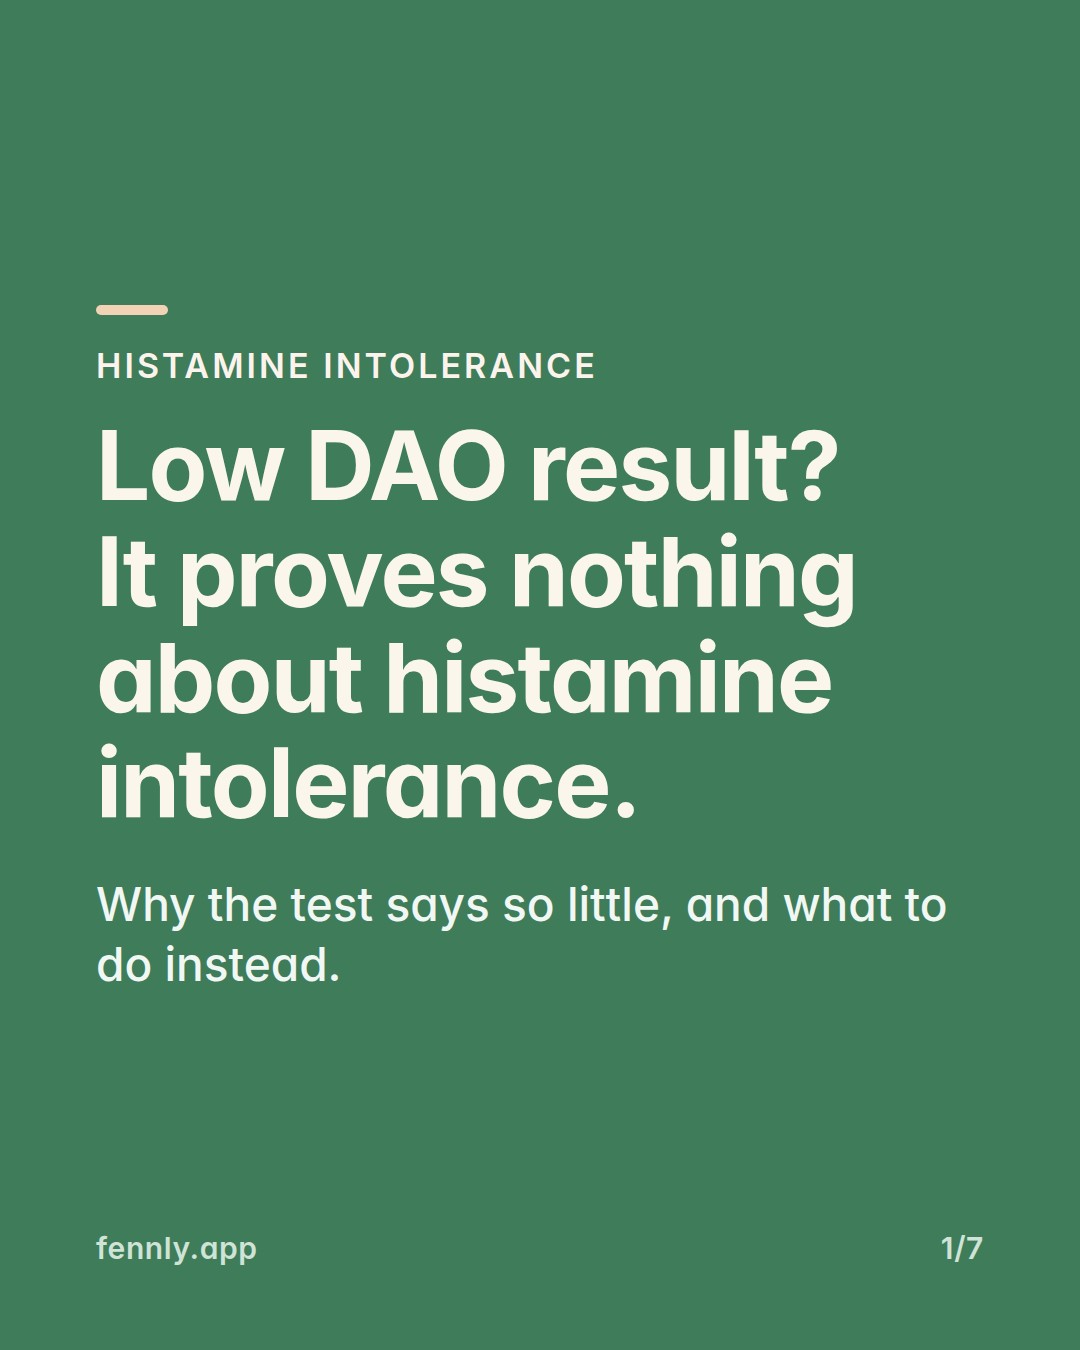 HISTAMINE INTOLERANCE
Low DAO result?
It proves nothing
about histamine
intolerance.
Why the test says so little, and what to
do instead.
fennly.app
1/7